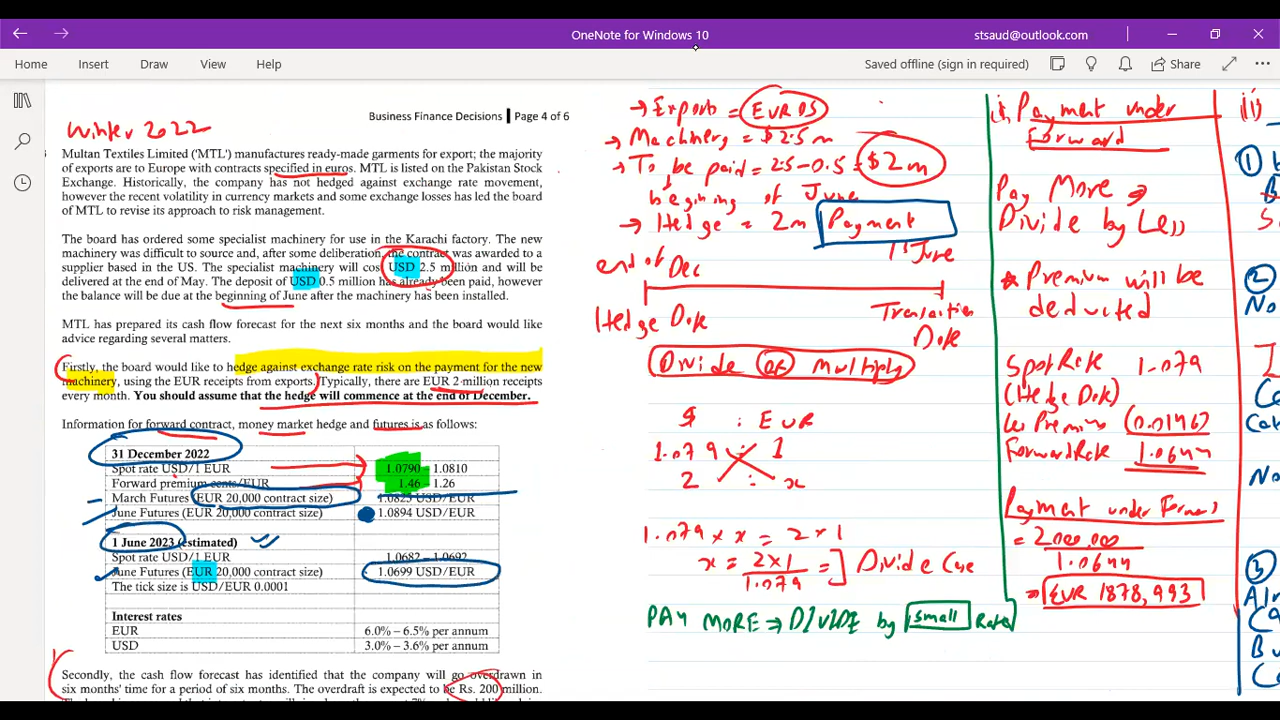 OneNote for Windows 10
stsaud@outlook.com
Home Insert Draw View Help
Saved offline (sign in required)
Share
Business Finance Decisions | Page 4 of 6
Winter 2022
Multan Textiles Limited ('MTL') manufactures ready-made garments for export; the majority
of exports are to Europe with contracts specified in euros. MTL is listed on the Pakistan Stock
Exchange. Historically, the company has not hedged against exchange rate movement,
however the recent volatility in currency markets and some exchange losses has led the board
of MTL to revise its approach to risk management.
The board has ordered some specialist machinery for use in the Karachi factory. The new
machinery was difficult to source and, after some deliberation, the contract was awarded to a
supplier based in the US. The specialist machinery will cost USD 2.5 million and will be
delivered at the end of May. The deposit of USD 0.5 million has already been paid, however
the balance will be due at the beginning of June after the machinery has been installed.
MTL has prepared its cash flow forecast for the next six months and the board would like
advice regarding several matters.
Firstly, the board would like to hedge against exchange rate risk on the payment for the new
machinery, using the EUR receipts from exports. Typically, there are EUR 2 million receipts
every month. You should assume that the hedge will commence at the end of December.
Information for forward contract, money market hedge and futures is as follows:
31 December 2022
Spot rate USD/1 EUR 1.0790 – 1.0810
Forward premium cents/EUR 1.46 – 1.26
March Futures (EUR 20,000 contract size) 1.0825 USD/EUR
June Futures (EUR 20,000 contract size) 1.0894 USD/EUR
1 June 2023 (estimated)
Spot rate USD/1 EUR 1.0682 – 1.0692
June Futures (EUR 20,000 contract size) 1.0699 USD/EUR
The tick size is USD/EUR 0.0001
Interest rates
EUR 6.0% – 6.5% per annum
USD 3.0% – 3.6% per annum
Secondly, the cash flow forecast has identified that the company will go overdrawn in
six months' time for a period of six months. The overdraft is expected to be Rs. 200 million.
→ Exports = EUROS
→ Machinery = $ 2.5 m
→ To be paid = 2.5 - 0.5 = $ 2 m
beginning of June
→ Hedge = 2m Payment
1st June
end of Dec
Hedge Date
Transaction
Date
Divide OR multiply
$ : EUR
1.079 : 1
2 : x
1.079 × x = 2 × 1
x = 2×1 = ] Divide Case
1.079
PAY MORE ⇒ DIVIDE by small Rate
ii, Payment under
Forward
Pay More →
Divide by Less
* Premium will be
deducted
Spot Rate 1.079
(Hedge Date)
Less Premium (0.0146)
Forward Rate 1.0644
Payment under Forward
= 2000,000
1.0644
⇒ EUR 1878,993
iii)
1
2
No
3